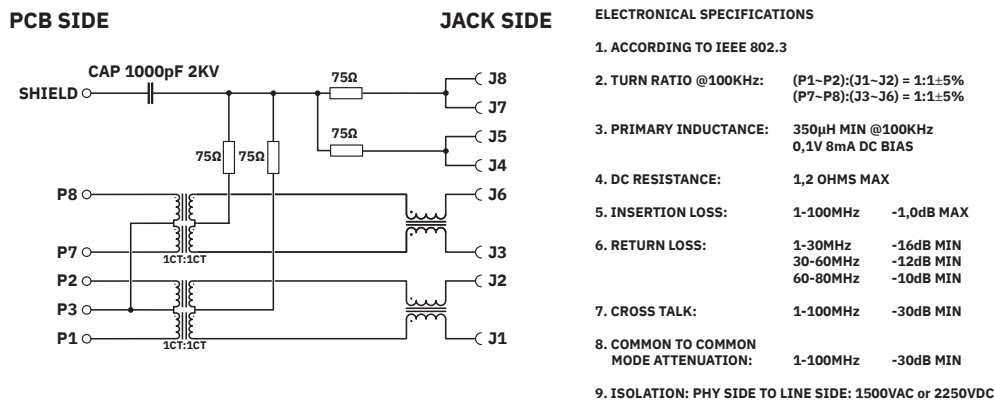 PCB SIDE
JACK SIDE
CAP 1000pF 2KV
SHIELD
75Ω
J8
J7
75Ω
J5
J4
75Ω 75Ω
P8
J6
P7
J3
1CT:1CT
P2
J2
P3
P1
J1
1CT:1CT
ELECTRONICAL SPECIFICATIONS
1. ACCORDING TO IEEE 802.3
2. TURN RATIO @100KHz: (P1~P2):(J1~J2) = 1:1±5%
(P7~P8):(J3~J6) = 1:1±5%
3. PRIMARY INDUCTANCE: 350µH MIN @100KHz
0,1V 8mA DC BIAS
4. DC RESISTANCE: 1,2 OHMS MAX
5. INSERTION LOSS: 1-100MHz -1,0dB MAX
6. RETURN LOSS: 1-30MHz -16dB MIN
30-60MHz -12dB MIN
60-80MHz -10dB MIN
7. CROSS TALK: 1-100MHz -30dB MIN
8. COMMON TO COMMON
MODE ATTENUATION: 1-100MHz -30dB MIN
9. ISOLATION: PHY SIDE TO LINE SIDE: 1500VAC or 2250VDC